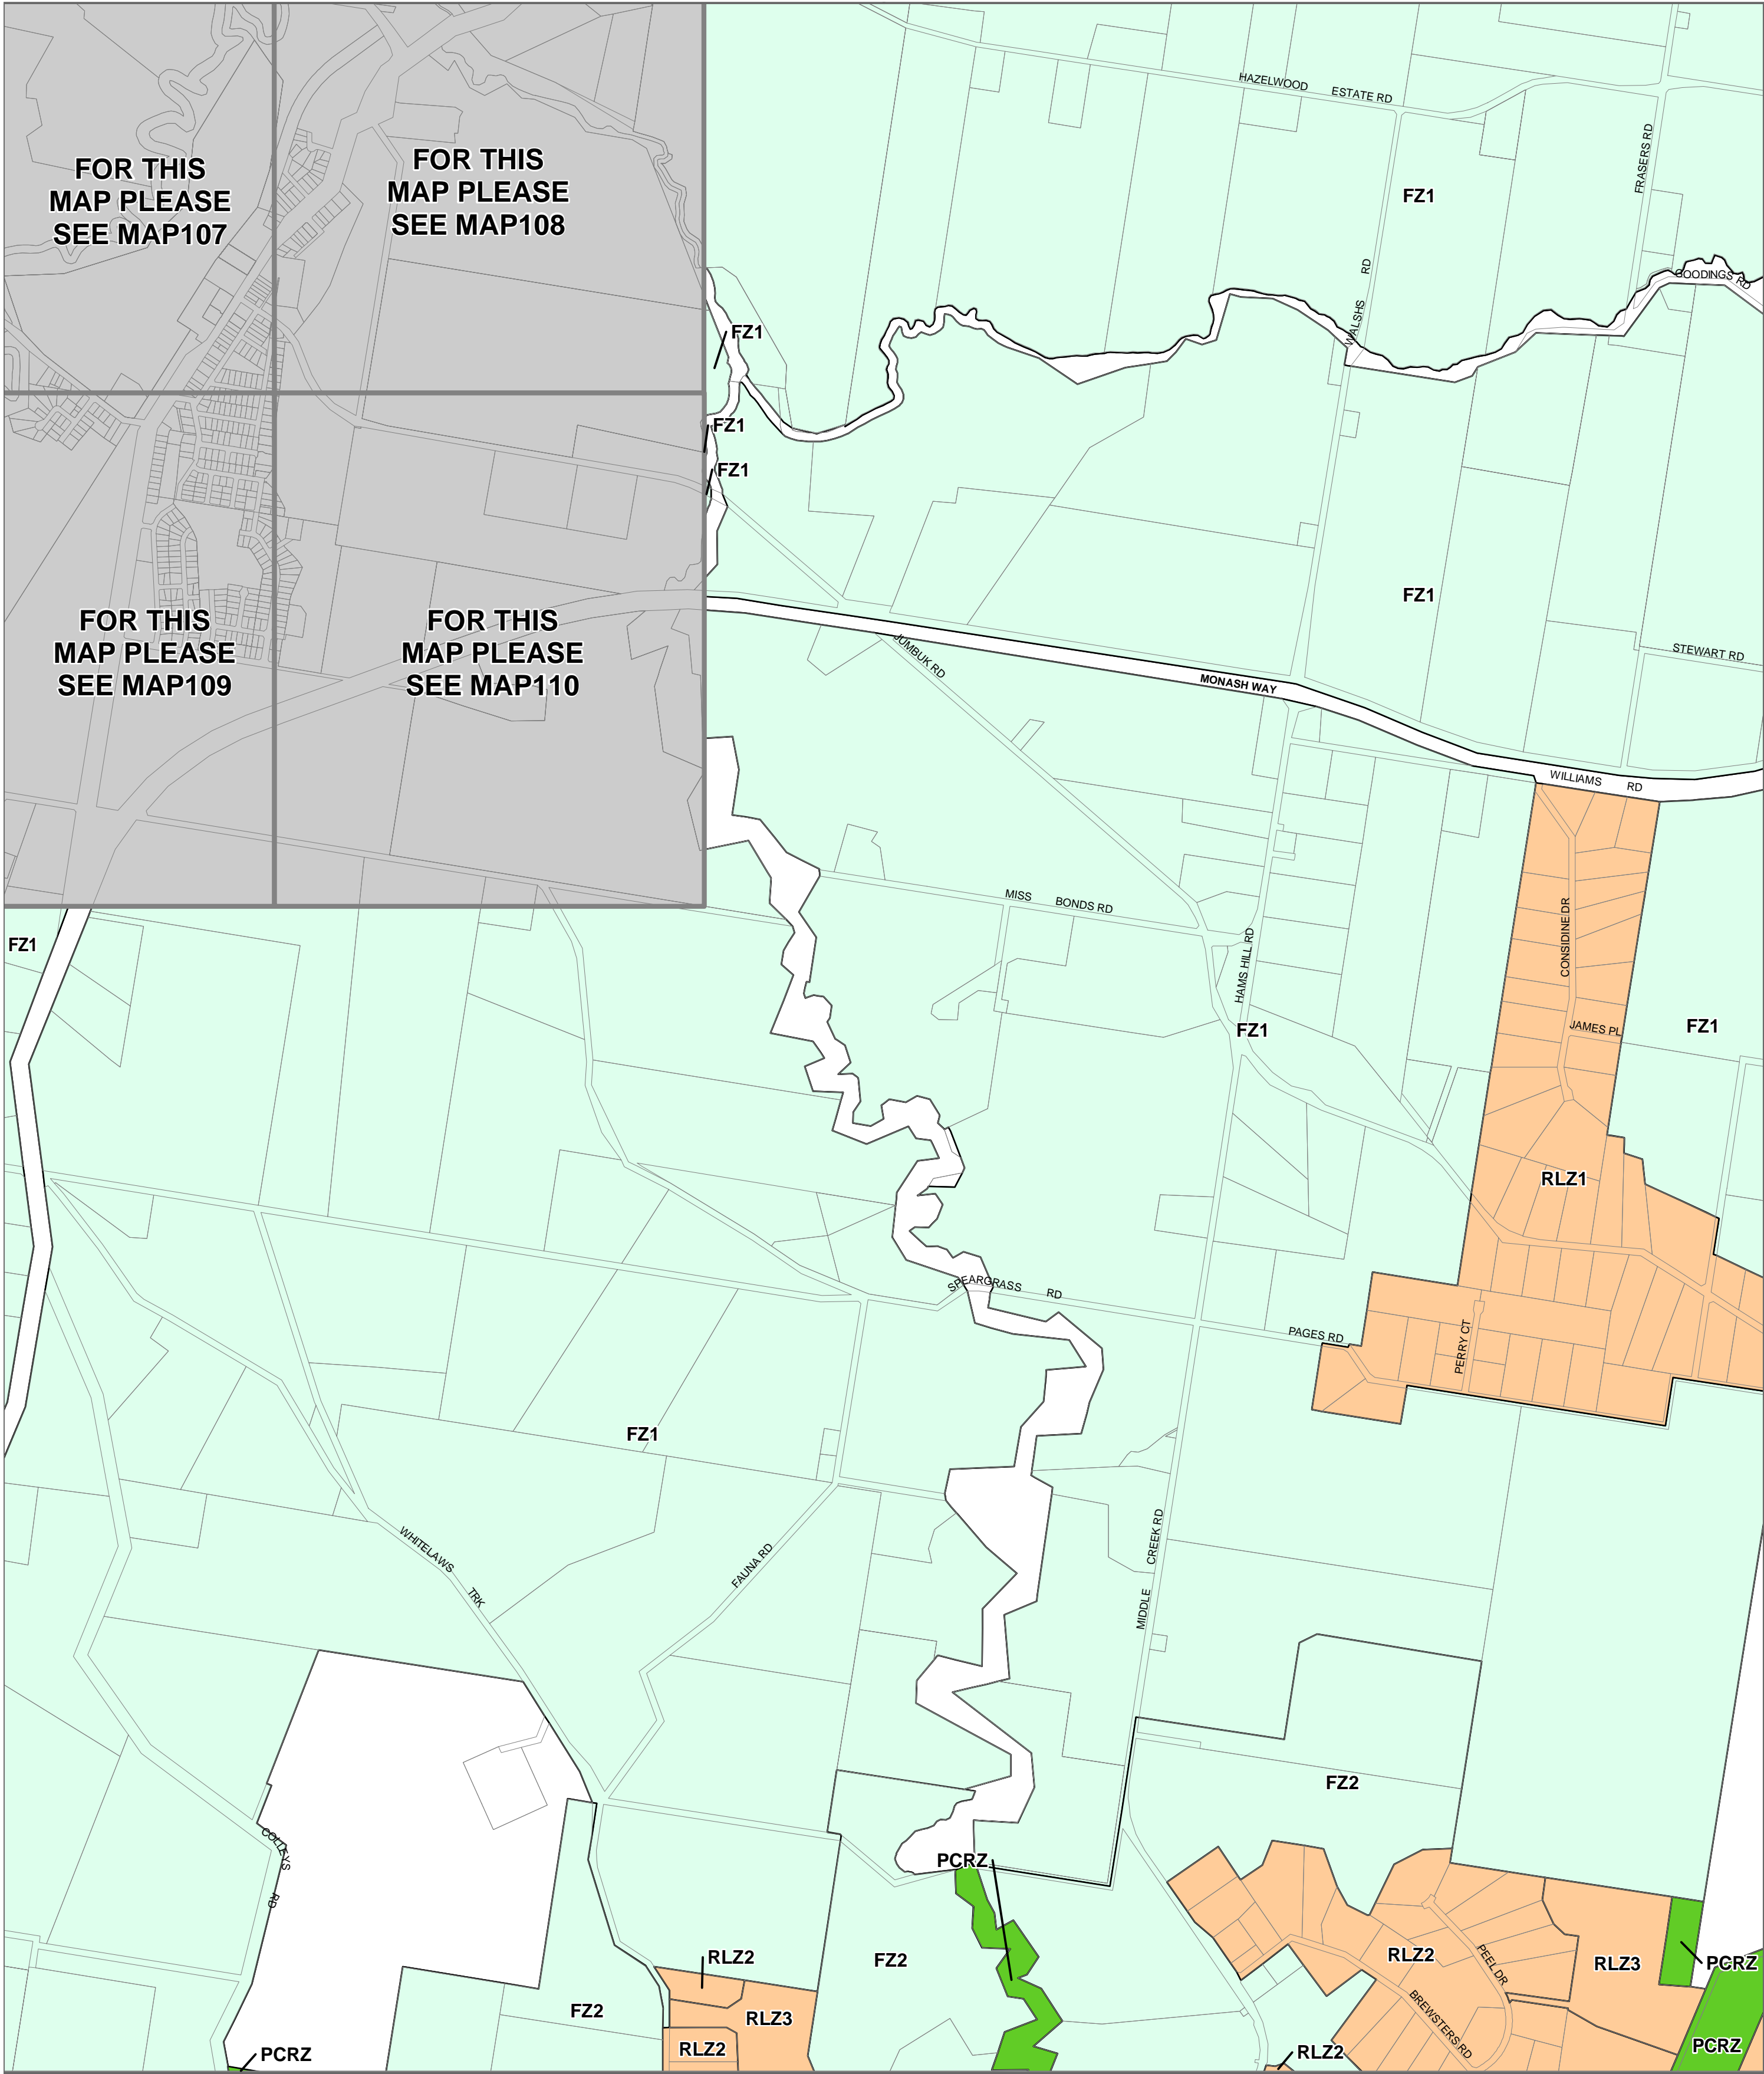 HAZELWOOD ESTATE RD
FRASERS RD
FOR THIS
MAP PLEASE
SEE MAP107
FOR THIS
MAP PLEASE
SEE MAP108
FZ1
GOODINGS RD
WALSHS RD
FZ1
FZ1
FZ1
FZ1
FOR THIS
MAP PLEASE
SEE MAP109
FOR THIS
MAP PLEASE
SEE MAP110
JUMBUK RD
STEWART RD
MONASH WAY
WILLIAMS RD
MISS BONDS RD
CONSIDINE DR
FZ1
HAMS HILL RD
FZ1
JAMES PL
FZ1
RLZ1
SPEARGRASS RD
PAGES RD
PERRY CT
FZ1
WHITELAWS TRK
FAUNA RD
MIDDLE CREEK RD
FZ2
COLLEYS RD
PCRZ
RLZ2
FZ2
RLZ2
PEEL DR
RLZ3
PCRZ
FZ2
RLZ3
BREWSTERS RD
RLZ2
PCRZ
RLZ2
PCRZ